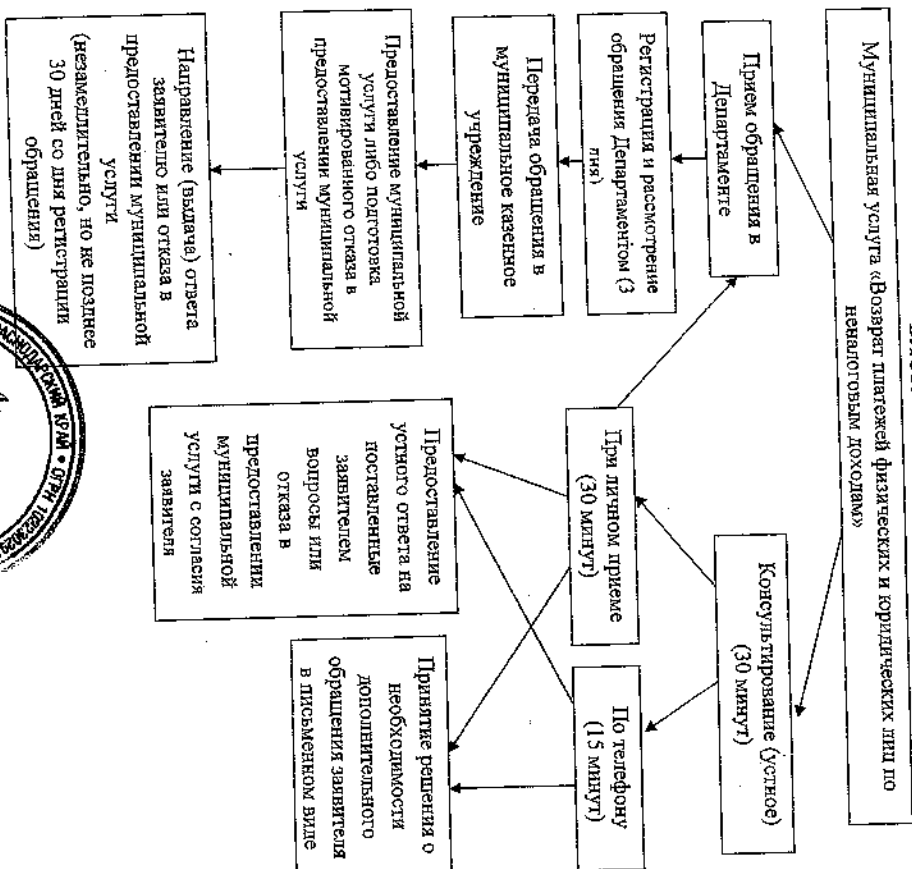 Муниципальная услуга «Возврат платежей физических и юридических лиц по
неналоговым доходам»
Прием обращения в
Департаменте
Консультирование (устное)
(30 минут)
Регистрация и рассмотрение
обращения Департаментом (3
дня)
При личном приеме
(30 минут)
По телефону
(15 минут)
Передача обращения в
муниципальное казенное
учреждение
Предоставление муниципальной
услуги либо подготовка
мотивированного отказа в
предоставлении муниципальной
услуги
Предоставление
устного ответа на
поставленные
заявителем
вопросы или
отказа в
предоставлении
муниципальной
услуги с согласия
заявителя
Принятие решения о
необходимости
дополнительного
обращения заявителя
в письменном виде
Направление (выдача) ответа
заявителю или отказа в
предоставлении муниципальной
услуги
(незамедлительно, но не позднее
30 дней со дня регистрации
обращения)
КРАЙ • ОГРН